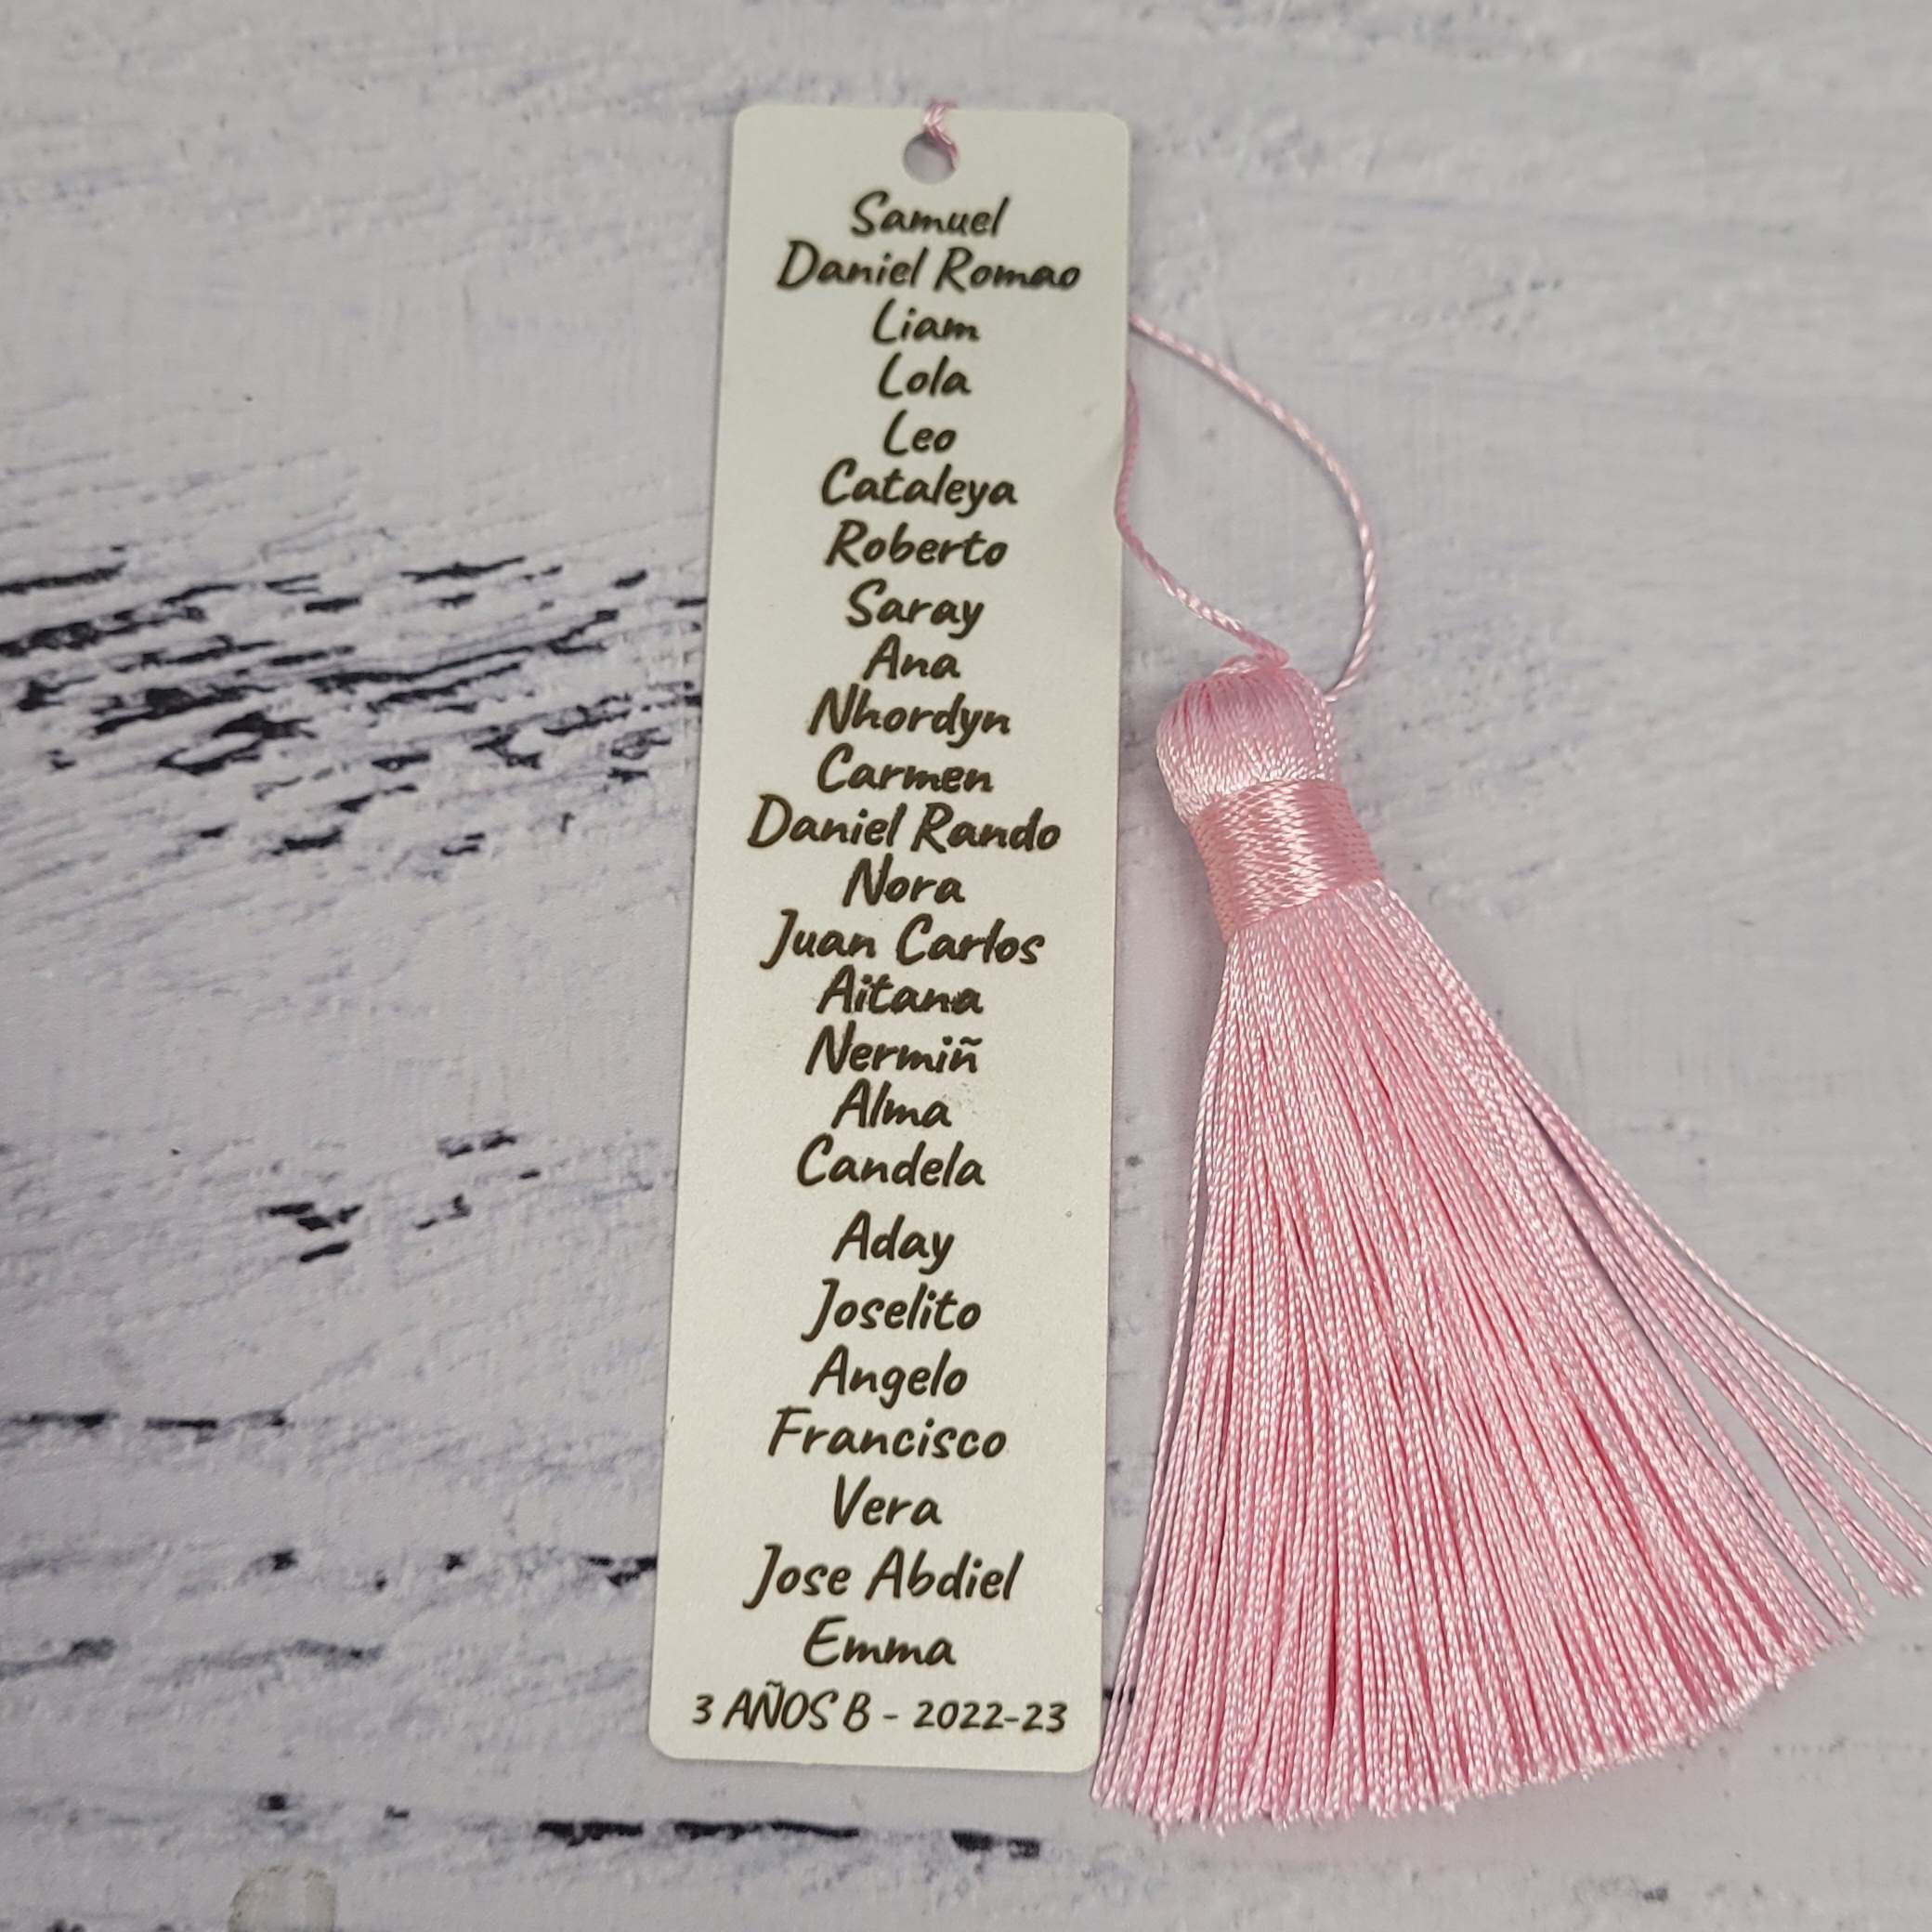 Samuel
Daniel Romao
Liam
Lola
Leo
Cataleya
Roberto
Saray
Ana
Nhordyn
Carmen
Daniel Rando
Nora
Juan Carlos
Aitana
Nermiñ
Alma
Candela
Aday
Joselito
Angelo
Francisco
Vera
Jose Abdiel
Emma
3 AÑOS B - 2022-23